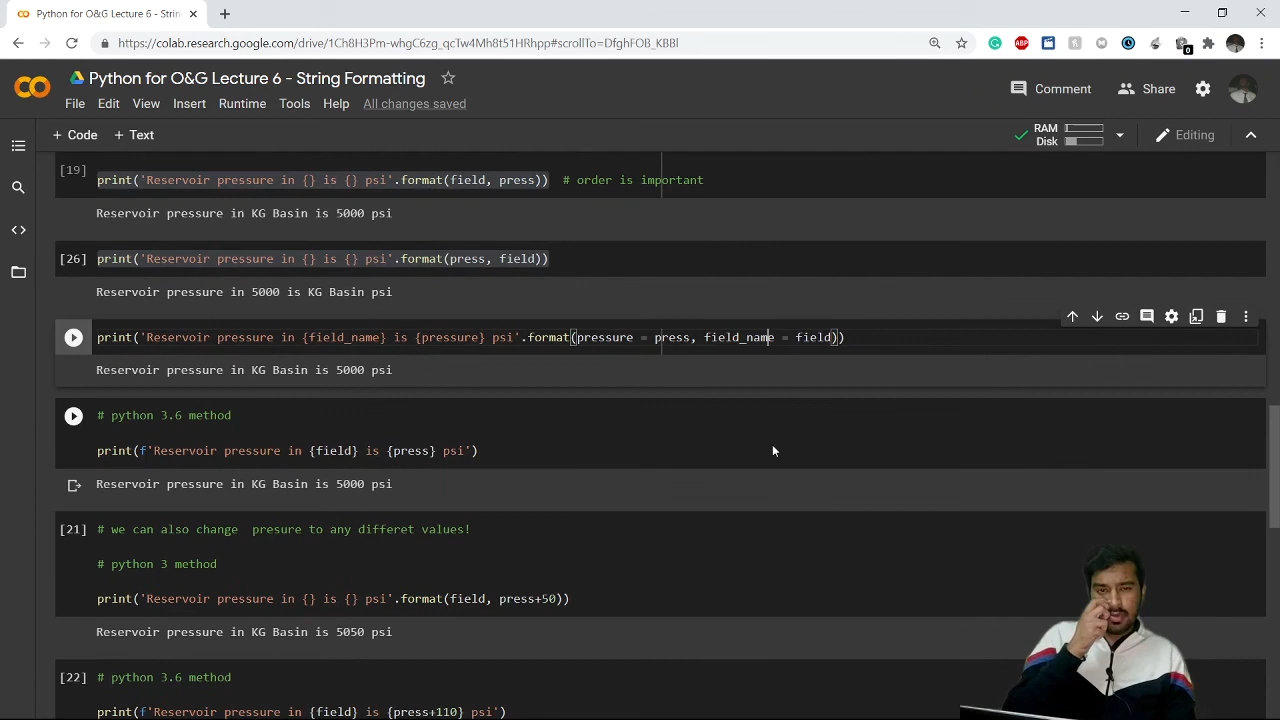 Python for O&G Lecture 6 - String F
https://colab.research.google.com/drive/
Python for O&G Lecture 6 - String Formatting
File Edit View Insert Runtime Tools Help All changes saved
Comment Share
+ Code + Text
RAM
Disk
Editing
[19] print('Reservoir pressure in {} is {} psi'.format(field, press)) # order is important
Reservoir pressure in KG Basin is 5000 psi
[26] print('Reservoir pressure in {} is {} psi'.format(press, field))
Reservoir pressure in 5000 is KG Basin psi
print('Reservoir pressure in {field_name} is {pressure} psi'.format(pressure = press, field_name = field))
Reservoir pressure in KG Basin is 5000 psi
# python 3.6 method
print(f'Reservoir pressure in {field} is {press} psi')
Reservoir pressure in KG Basin is 5000 psi
[21] # we can also change presure to any differet values!
# python 3 method
print('Reservoir pressure in {} is {} psi'.format(field, press+50))
Reservoir pressure in KG Basin is 5050 psi
[22] # python 3.6 method
print(f'Reservoir pressure in {field} is {press+110} psi')